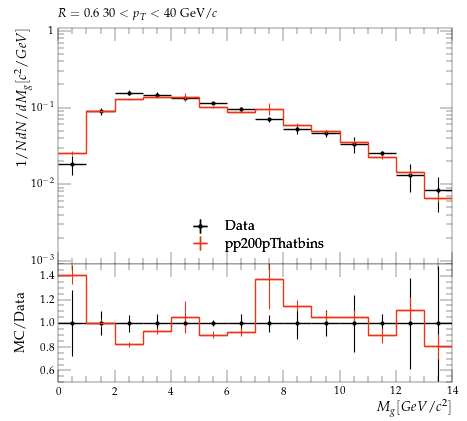 R = 0.6 30 < p_T < 40 GeV/c
1/NdN/dM_g[c²/GeV]
1
10⁻¹
10⁻²
10⁻³
Data
pp200pThatbins
MC/Data
1.4
1.2
1.0
0.8
0.6
0 2 4 6 8 10 12 14
M_g[GeV/c²]